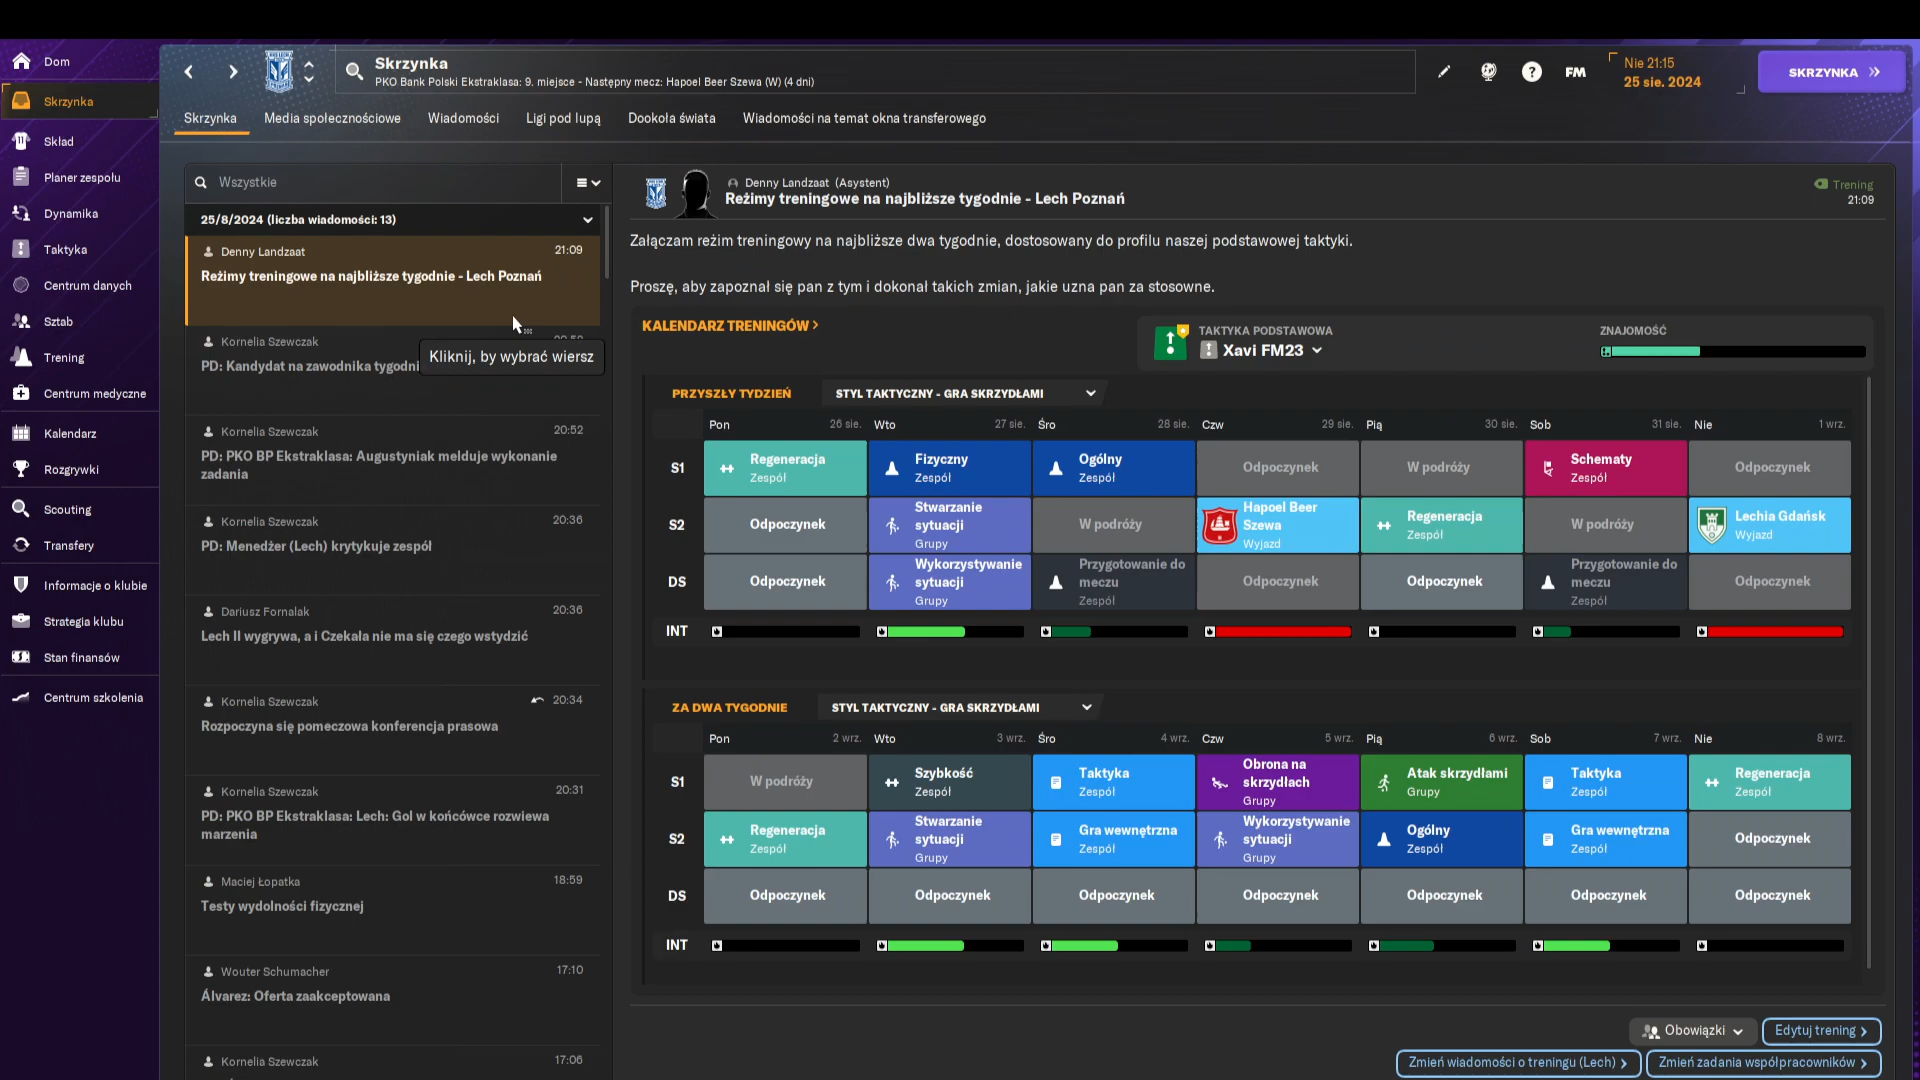 Dom
Skrzynka
Skład
Planer zespołu
Dynamika
Taktyka
Centrum danych
Sztab
Trening
Centrum medyczne
Kalendarz
Rozgrywki
Scouting
Transfery
Informacje o klubie
Strategia klubu
Stan finansów
Centrum szkolenia
Skrzynka
PKO Bank Polski Ekstraklasa: 9. miejsce - Następny mecz: Hapoel Beer Szewa (W) (4 dni)
FM
Nie 21:15
25 sie. 2024
SKRZYNKA
Skrzynka
Media społecznościowe
Wiadomości
Ligi pod lupą
Dookoła świata
Wiadomości na temat okna transferowego
Wszystkie
25/8/2024 (liczba wiadomości: 13)
Denny Landzaat 21:09
Reżimy treningowe na najbliższe tygodnie - Lech Poznań
Kornelia Szewczak
PD: Kandydat na zawodnika tygodni
Kliknij, by wybrać wiersz
Kornelia Szewczak 20:52
PD: PKO BP Ekstraklasa: Augustyniak melduje wykonanie
zadania
Kornelia Szewczak 20:36
PD: Menedżer (Lech) krytykuje zespół
Dariusz Fornalak 20:36
Lech II wygrywa, a i Czekała nie ma się czego wstydzić
Kornelia Szewczak 20:34
Rozpoczyna się pomeczowa konferencja prasowa
Kornelia Szewczak 20:31
PD: PKO BP Ekstraklasa: Lech: Gol w końcówce rozwiewa
marzenia
Maciej Łopatka 18:59
Testy wydolności fizycznej
Wouter Schumacher 17:10
Álvarez: Oferta zaakceptowana
Kornelia Szewczak 17:06
Denny Landzaat (Asystent)
Reżimy treningowe na najbliższe tygodnie - Lech Poznań
Trening
21:09
Załączam reżim treningowy na najbliższe dwa tygodnie, dostosowany do profilu naszej podstawowej taktyki.
Proszę, aby zapoznał się pan z tym i dokonał takich zmian, jakie uzna pan za stosowne.
KALENDARZ TRENINGÓW >
TAKTYKA PODSTAWOWA
Xavi FM23
ZNAJOMOŚĆ
PRZYSZŁY TYDZIEŃ
STYL TAKTYCZNY - GRA SKRZYDŁAMI
Pon 26 sie. Wto 27 sie. Śro 28 sie. Czw 29 sie. Pią 30 sie. Sob 31 sie. Nie 1 wrz.
S1
Regeneracja
Zespół
Fizyczny
Zespół
Ogólny
Zespół
Odpoczynek
W podróży
Schematy
Zespół
Odpoczynek
S2
Odpoczynek
Stwarzanie
sytuacji
Grupy
W podróży
Hapoel Beer
Szewa
Wyjazd
Regeneracja
Zespół
W podróży
Lechia Gdańsk
Wyjazd
DS
Odpoczynek
Wykorzystywanie
sytuacji
Grupy
Przygotowanie do
meczu
Zespół
Odpoczynek
Odpoczynek
Przygotowanie do
meczu
Zespół
Odpoczynek
INT
ZA DWA TYGODNIE
STYL TAKTYCZNY - GRA SKRZYDŁAMI
Pon 2 wrz. Wto 3 wrz. Śro 4 wrz. Czw 5 wrz. Pią 6 wrz. Sob 7 wrz. Nie 8 wrz.
S1
W podróży
Szybkość
Zespół
Taktyka
Zespół
Obrona na
skrzydłach
Grupy
Atak skrzydłami
Grupy
Taktyka
Zespół
Regeneracja
Zespół
S2
Regeneracja
Zespół
Stwarzanie
sytuacji
Grupy
Gra wewnętrzna
Zespół
Wykorzystywanie
sytuacji
Grupy
Ogólny
Zespół
Gra wewnętrzna
Zespół
Odpoczynek
DS
Odpoczynek
Odpoczynek
Odpoczynek
Odpoczynek
Odpoczynek
Odpoczynek
Odpoczynek
INT
Obowiązki
Edytuj trening >
Zmień wiadomości o treningu (Lech) >
Zmień zadania współpracowników >